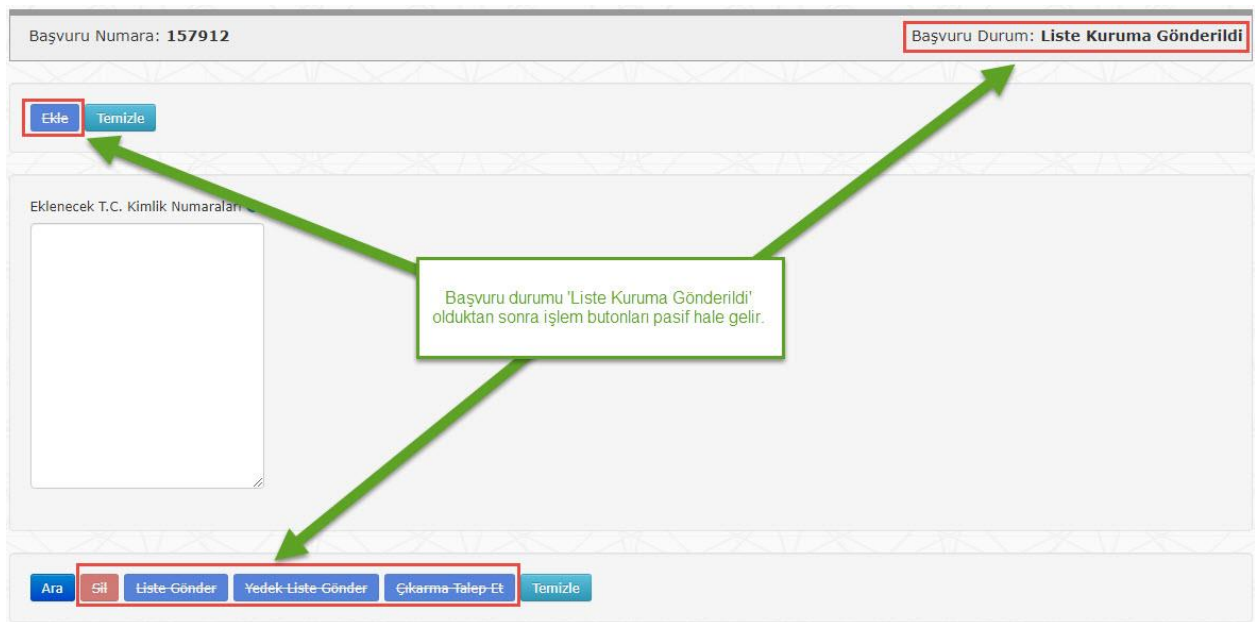 Başvuru Numara: 157912
Başvuru Durum: Liste Kuruma Gönderildi
Ekle Temizle
Eklenecek T.C. Kimlik Numaraları
Başvuru durumu 'Liste Kuruma Gönderildi'
olduktan sonra işlem butonları pasif hale gelir.
Ara Sil Liste Gönder Yedek Liste Gönder Çıkarma Talep Et Temizle